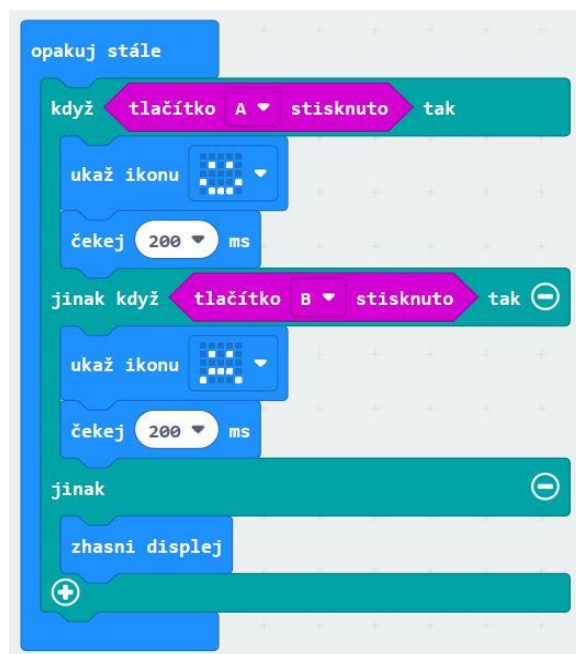 opakuj stále
když tlačítko A stisknuto tak
ukaž ikonu
čekej 200 ms
jinak když tlačítko B stisknuto tak
ukaž ikonu
čekej 200 ms
jinak
zhasni displej